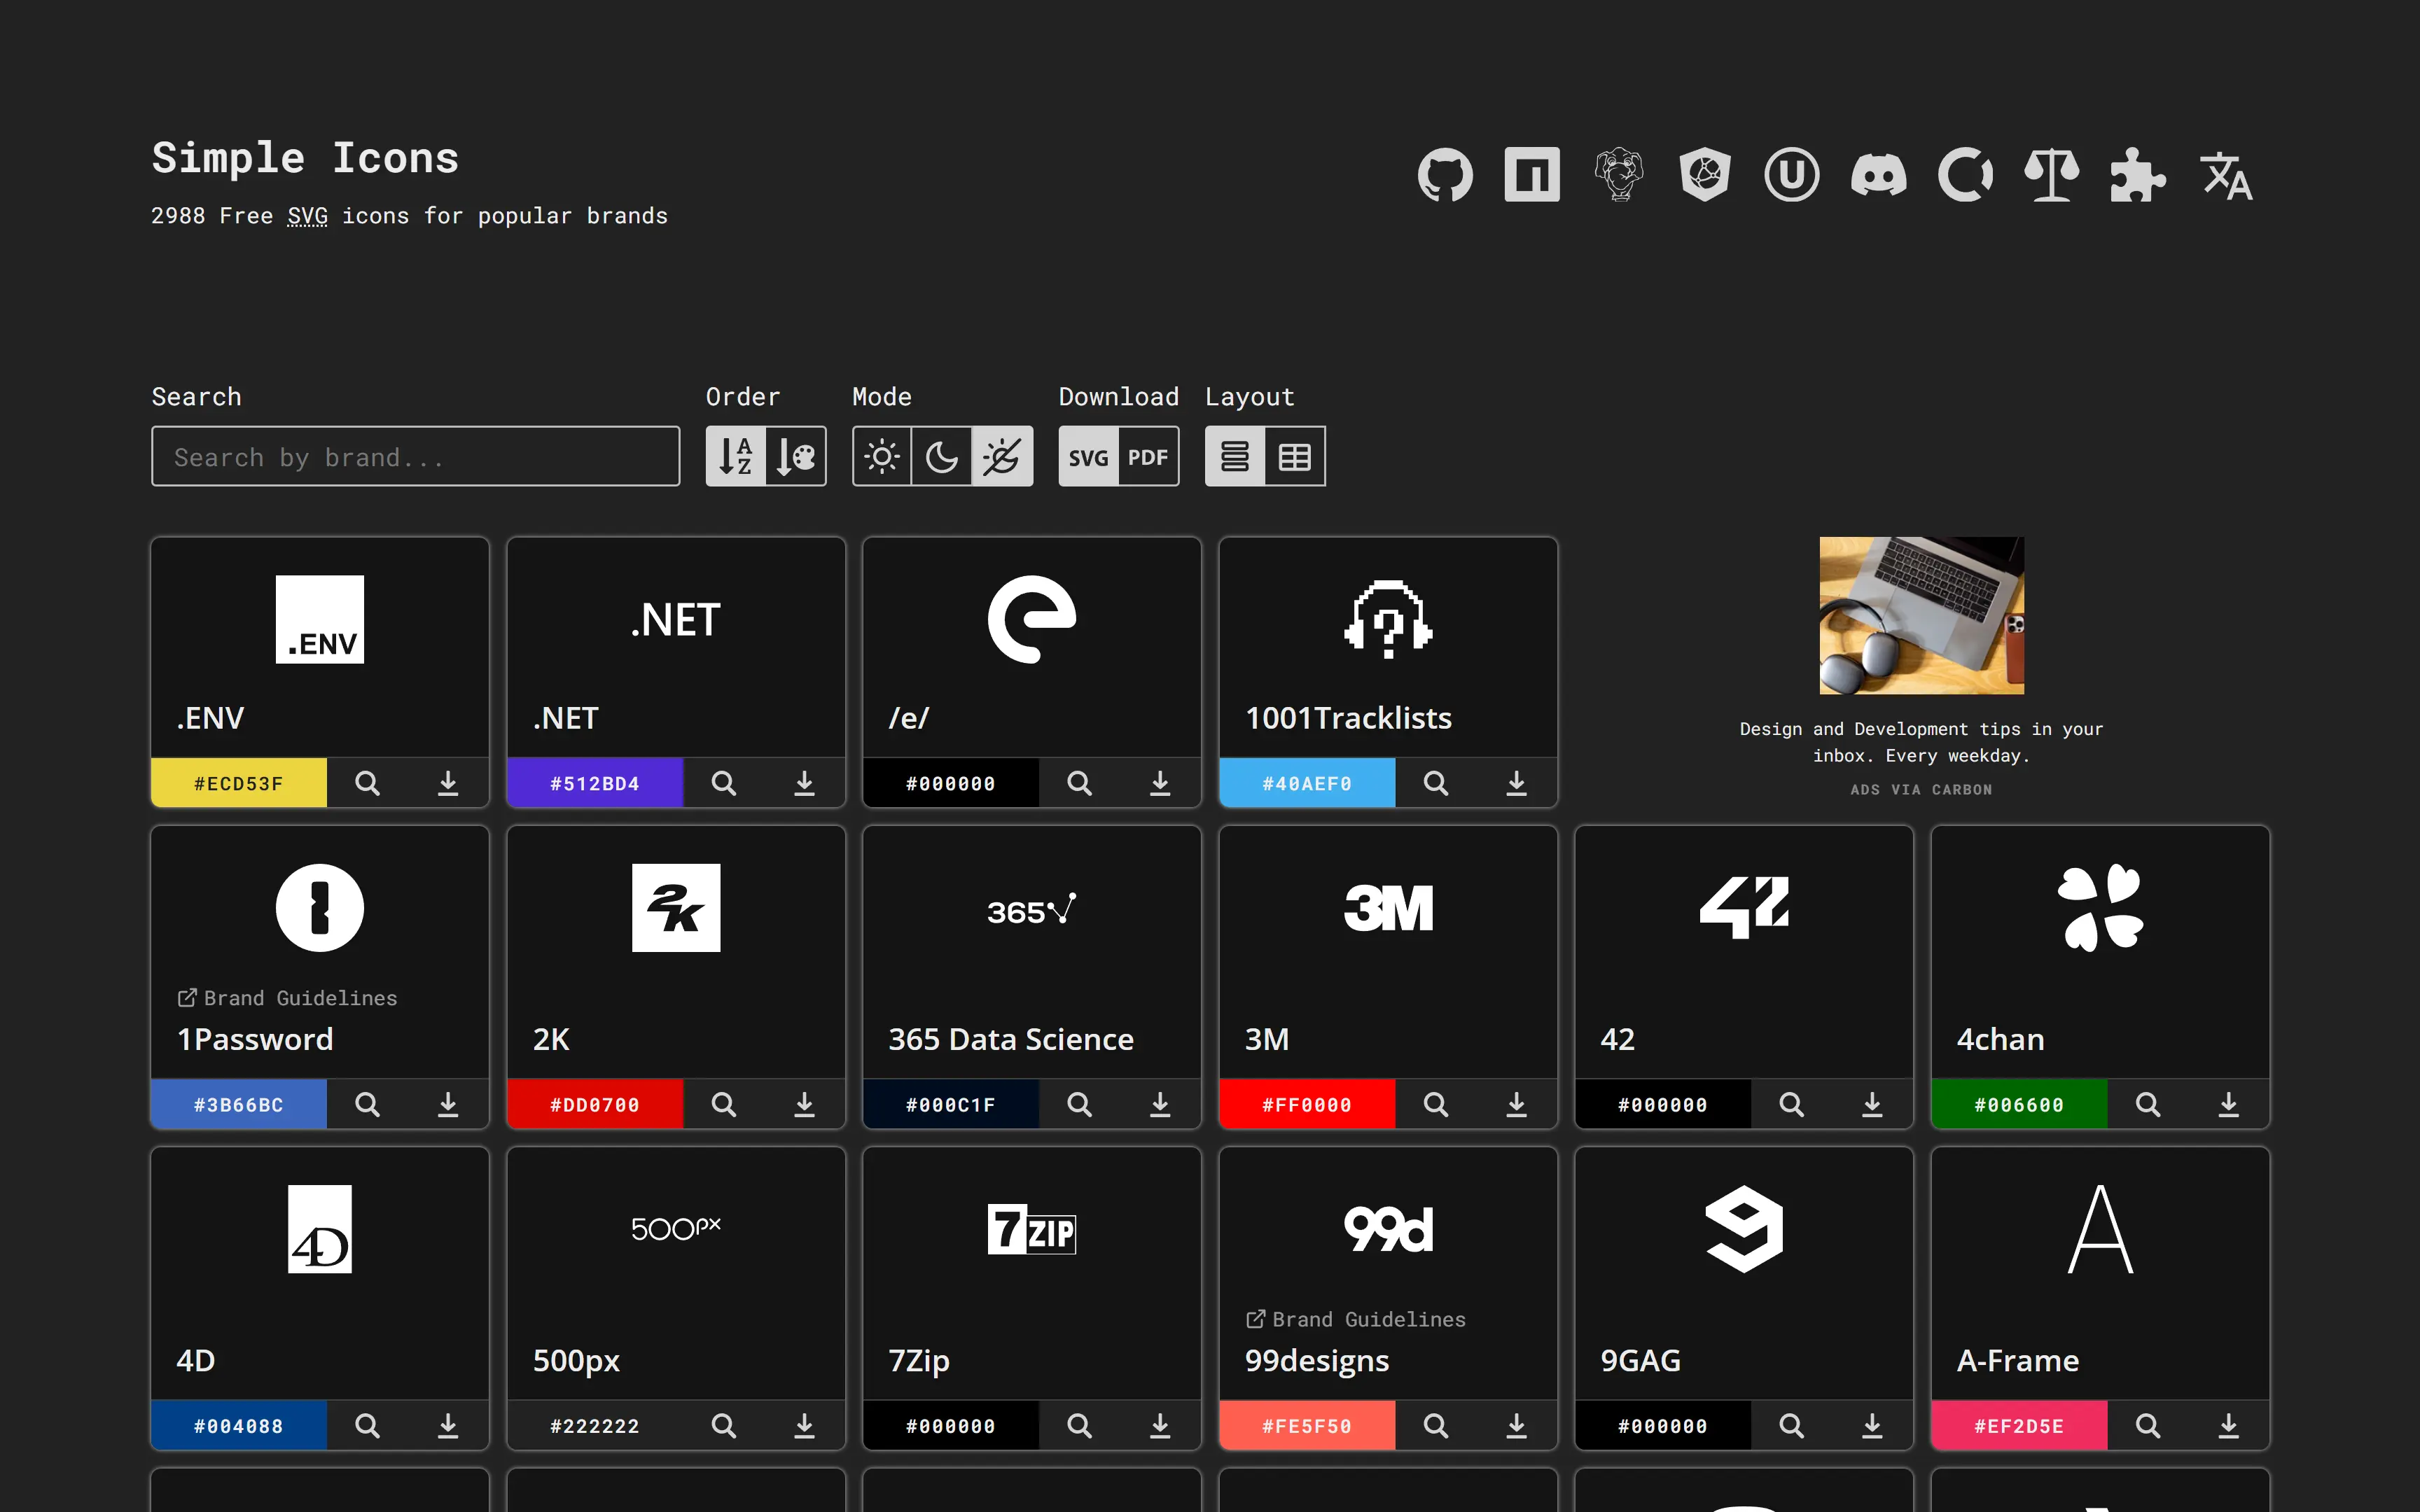 Simple Icons
2988 Free SVG icons for popular brands
U
Search
Order
Mode
Download
Layout
Search by brand...
A
Z
SVG
PDF
.ENV
.NET
e
?
.ENV
.NET
/e/
1001Tracklists
#ECD53F
#512BD4
#000000
#40AEF0
Design and Development tips in your
inbox. Every weekday.
ADS VIA CARBON
2K
365
3M
42
Brand Guidelines
1Password
2K
365 Data Science
3M
42
4chan
#3B66BC
#DD0700
#000C1F
#FF0000
#000000
#006600
4D
500px
7ZIP
99d
9
A
Brand Guidelines
4D
500px
7Zip
99designs
9GAG
A-Frame
#004088
#222222
#000000
#FE5F50
#000000
#EF2D5E